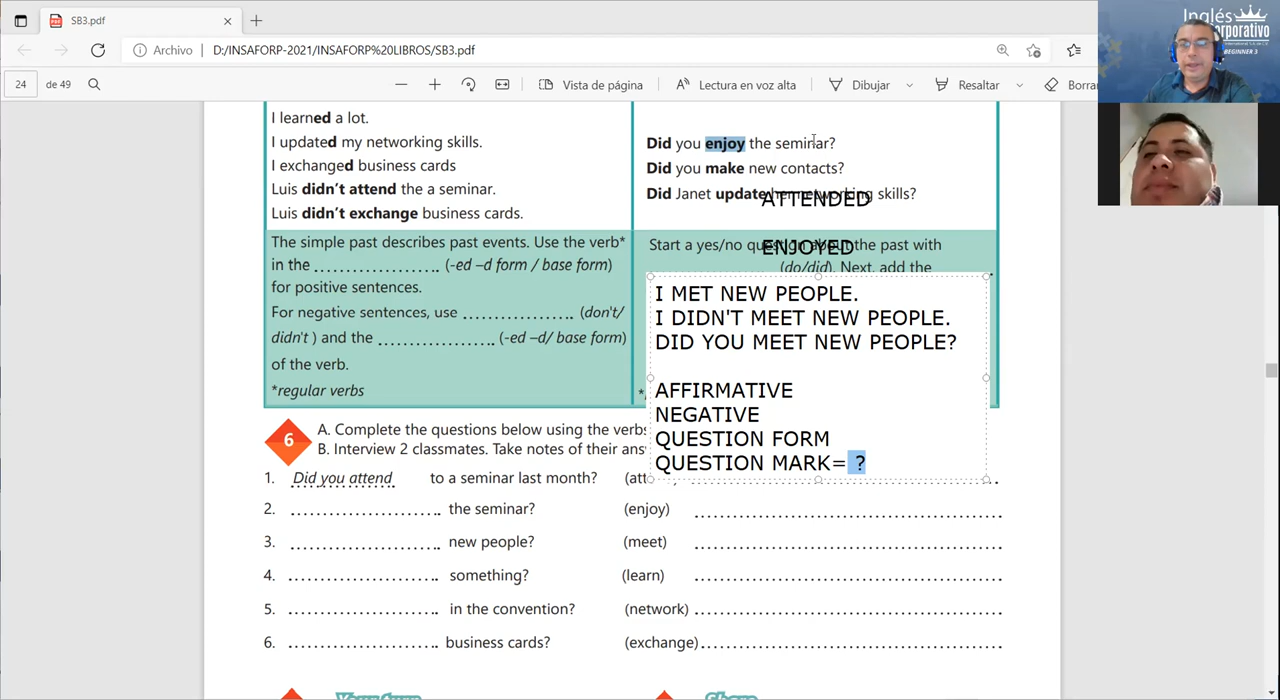 SB3.pdf
Archivo D:/INSAFORP-2021/INSAFORP%20LIBROS/SB3.pdf
24 de 49 Vista de página Lectura en voz alta Dibujar Resaltar Borrar
Inglés
Corporativo
BEGINNER 3
I learned a lot.
I updated my networking skills.
I exchanged business cards
Luis didn't attend the a seminar.
Luis didn't exchange business cards.
Did you enjoy the seminar?
Did you make new contacts?
Did Janet update her networking skills?
ATTENDED
ENJOYED
The simple past describes past events. Use the verb*
in the .................... (-ed –d form / base form)
for positive sentences.
For negative sentences, use .................. (don't/
didn't ) and the .................... (-ed –d/ base form)
of the verb.
*regular verbs
Start a yes/no question about the past with
(do/did). Next, add the
I MET NEW PEOPLE.
I DIDN'T MEET NEW PEOPLE.
DID YOU MEET NEW PEOPLE?
AFFIRMATIVE
NEGATIVE
QUESTION FORM
QUESTION MARK= ?
6
A. Complete the questions below using the verbs
B. Interview 2 classmates. Take notes of their
1. Did you attend to a seminar last month?
2. .......................... the seminar? (enjoy) ..........................
3. .......................... new people? (meet) ..........................
4. .......................... something? (learn) ..........................
5. .......................... in the convention? (network) ..........................
6. .......................... business cards? (exchange) ..........................